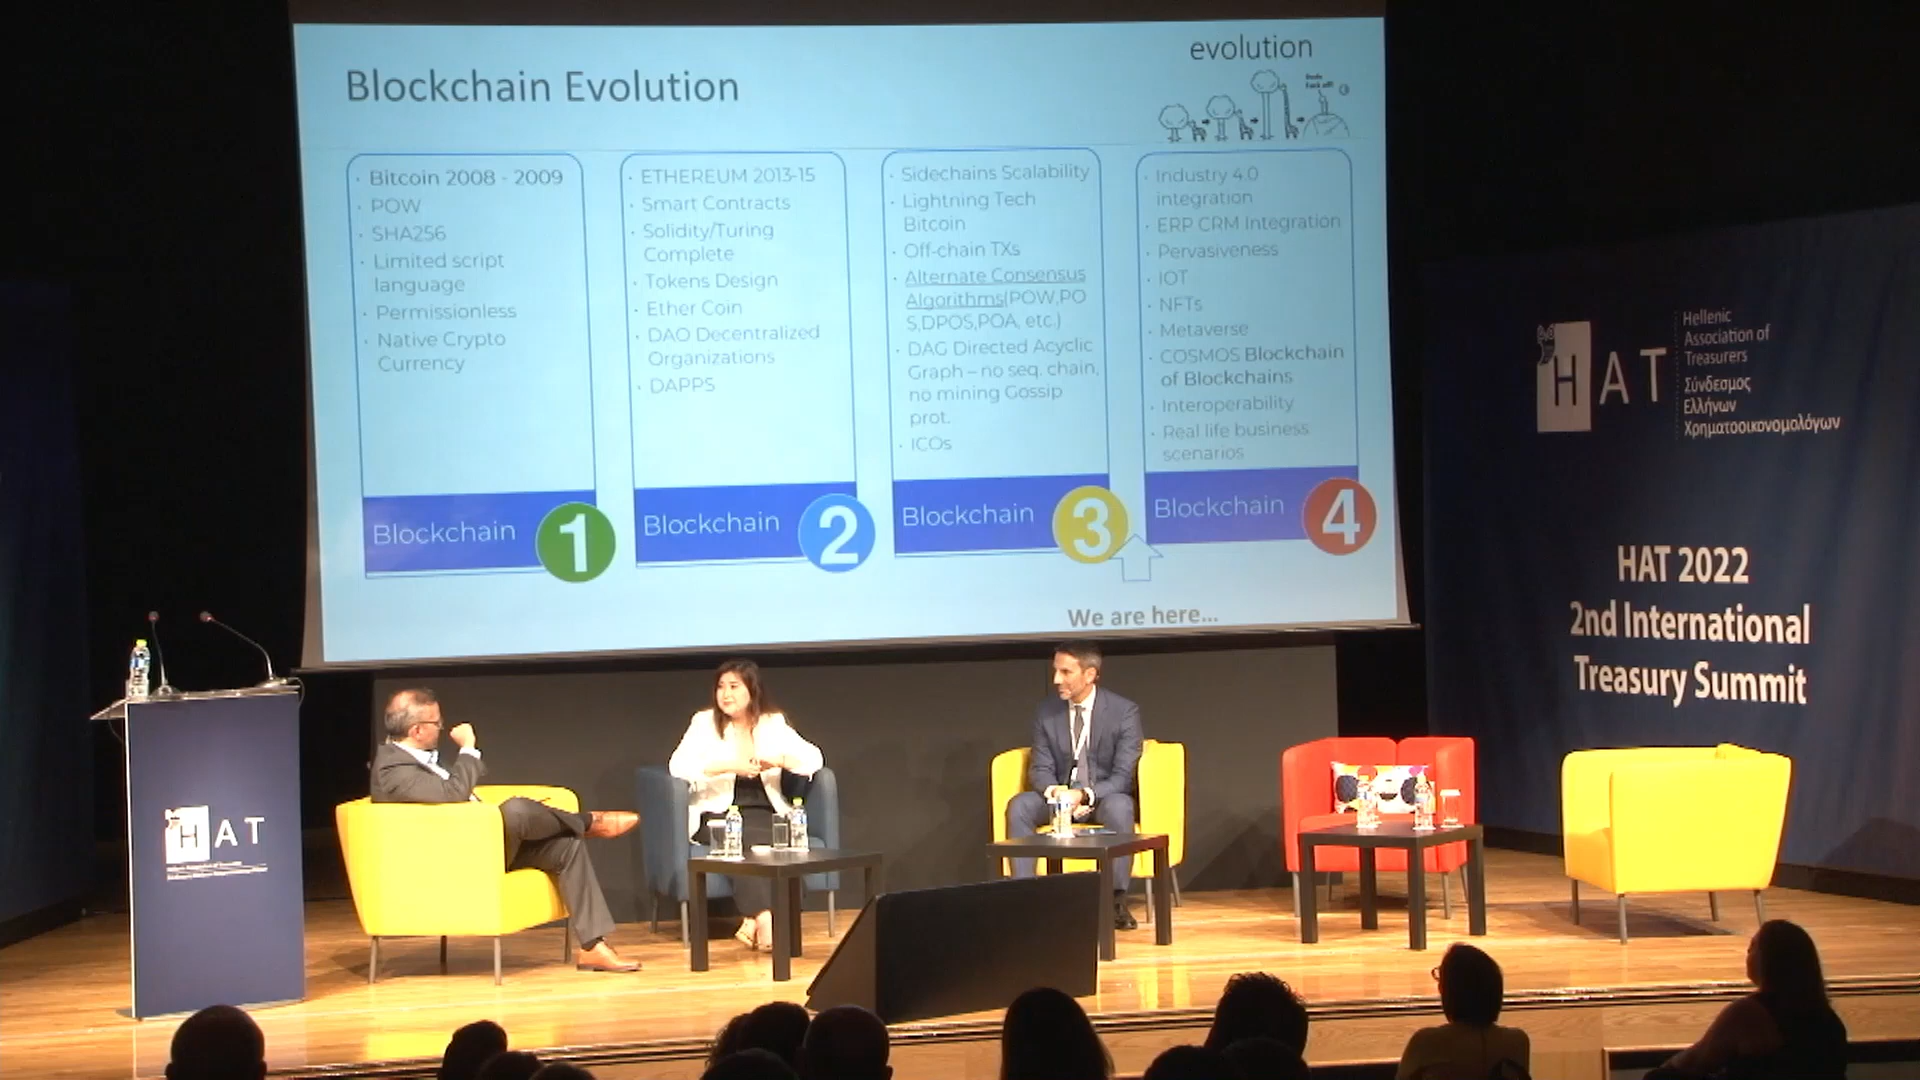 Blockchain Evolution
evolution
Bitcoin 2008 - 2009
POW
SHA256
Limited script
language
Permissionless
Native Crypto
Currency
Blockchain
1
ETHEREUM 2013-15
Smart Contracts
Solidity/Turing
Complete
Tokens Design
Ether Coin
DAO Decentralized
Organizations
DAPPS
Blockchain
2
Sidechains Scalability
Lightning Tech
Bitcoin
Off-chain TXs
Alternate Consensus
Algorithms(POW,PO
S,DPOS,POA, etc.)
DAG Directed Acyclic
Graph – no seq. chain,
no mining Gossip
prot.
ICOs
Blockchain
3
Industry 4.0
integration
ERP CRM Integration
Pervasiveness
IOT
NFTs
Metaverse
COSMOS Blockchain
of Blockchains
Interoperability
Real life business
scenarios
Blockchain
4
We are here...
HAT
Hellenic
Association of
Treasurers
Σύνδεσμος
Ελλήνων
Χρηματοοικονομολόγων
HAT 2022
2nd International
Treasury Summit
HAT